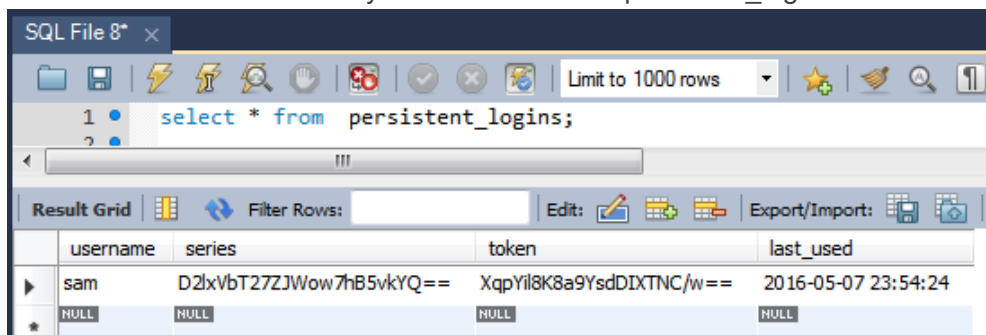 SQL File 8*
Limit to 1000 rows
1 select * from persistent_logins;
2
Result Grid Filter Rows: Edit: Export/Import:
username series token last_used
sam D2lxVbT27ZJWow7hB5vkYQ== XqpYil8K8a9YsdDIXTNC/w== 2016-05-07 23:54:24
NULL NULL NULL NULL